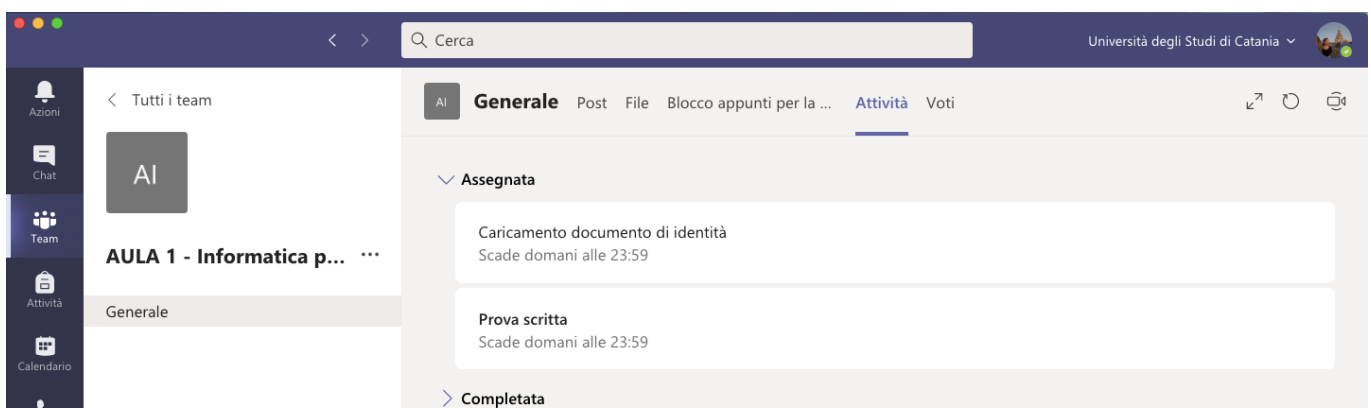 Cerca
Università degli Studi di Catania
Azioni
Chat
Team
Attività
Calendario
Tutti i team
AI
AULA 1 - Informatica p... ...
Generale
AI Generale Post File Blocco appunti per la ... Attività Voti
Assegnata
Caricamento documento di identità
Scade domani alle 23:59
Prova scritta
Scade domani alle 23:59
Completata